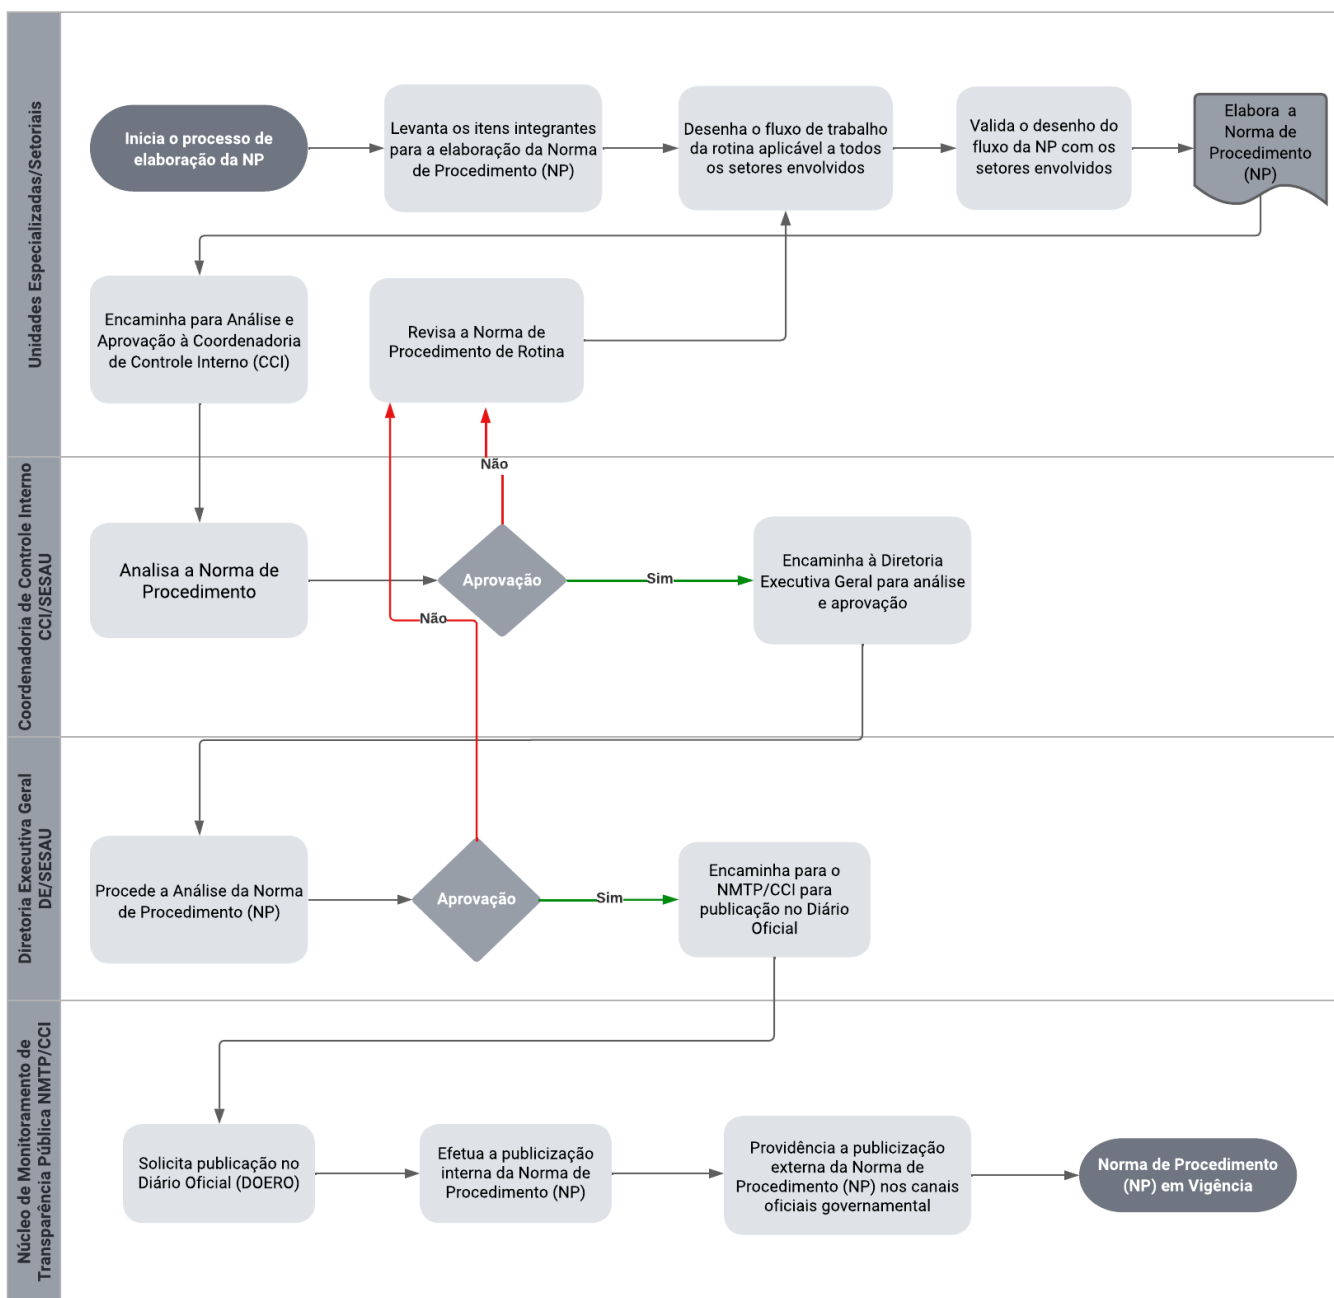 Unidades Especializadas/Setoriais
Inicia o processo de
elaboração da NP
Levanta os itens integrantes
para a elaboração da Norma
de Procedimento (NP)
Desenha o fluxo de trabalho
da rotina aplicável a todos
os setores envolvidos
Valida o desenho do
fluxo da NP com os
setores envolvidos
Elabora a
Norma de
Procedimento
(NP)
Encaminha para Análise e
Aprovação à Coordenadoria
de Controle Interno (CCI)
Revisa a Norma de
Procedimento de Rotina
Coordenadoria de Controle Interno
CCI/SESAU
Não
Analisa a Norma de
Procedimento
Aprovação
Sim
Encaminha à Diretoria
Executiva Geral para análise
e aprovação
Não
Diretoria Executiva Geral
DE/SESAU
Procede a Análise da Norma
de Procedimento (NP)
Aprovação
Sim
Encaminha para o
NMTP/CCI para
publicação no Diário
Oficial
Núcleo de Monitoramento de
Transparência Pública NMTP/CCI
Solicita publicação no
Diário Oficial (DOERO)
Efetua a publicização
interna da Norma de
Procedimento (NP)
Providência a publicização
externa da Norma de
Procedimento (NP) nos canais
oficiais governamental
Norma de Procedimento
(NP) em Vigência